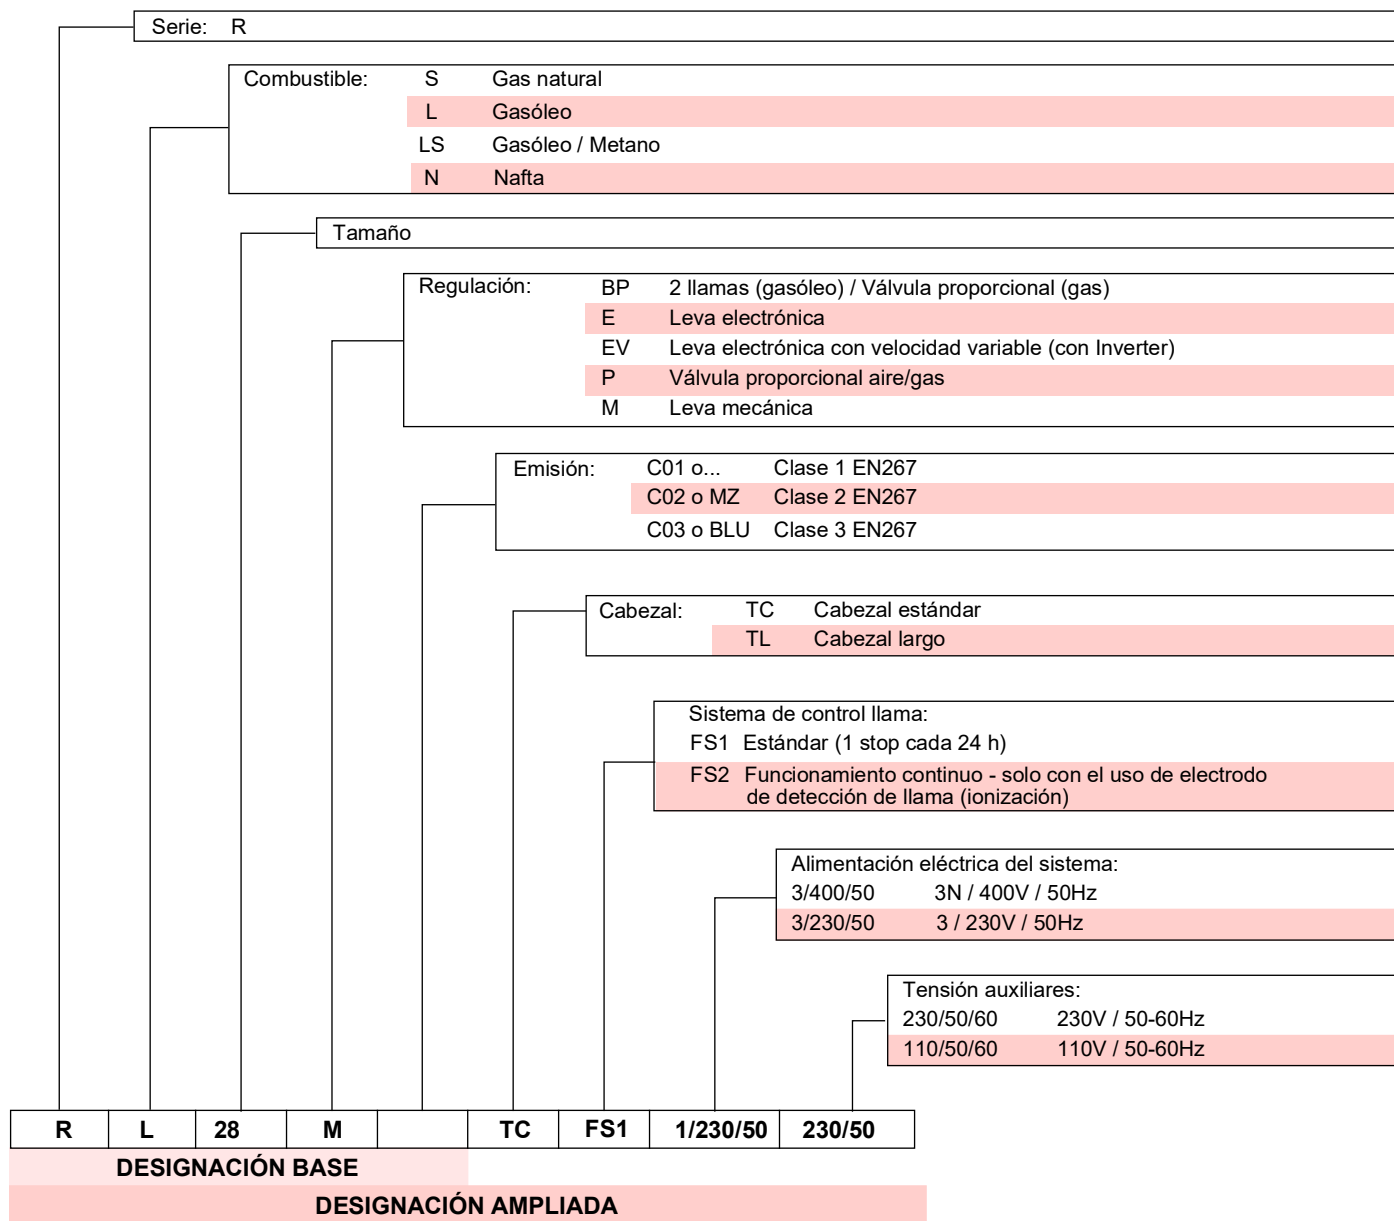 Serie: R
Combustible: S Gas natural
L Gasóleo
LS Gasóleo / Metano
N Nafta
Tamaño
Regulación: BP 2 llamas (gasóleo) / Válvula proporcional (gas)
E Leva electrónica
EV Leva electrónica con velocidad variable (con Inverter)
P Válvula proporcional aire/gas
M Leva mecánica
Emisión: C01 o... Clase 1 EN267
C02 o MZ Clase 2 EN267
C03 o BLU Clase 3 EN267
Cabezal: TC Cabezal estándar
TL Cabezal largo
Sistema de control llama:
FS1 Estándar (1 stop cada 24 h)
FS2 Funcionamiento continuo - solo con el uso de electrodo
de detección de llama (ionización)
Alimentación eléctrica del sistema:
3/400/50 3N / 400V / 50Hz
3/230/50 3 / 230V / 50Hz
Tensión auxiliares:
230/50/60 230V / 50-60Hz
110/50/60 110V / 50-60Hz
R L 28 M TC FS1 1/230/50 230/50
DESIGNACIÓN BASE
DESIGNACIÓN AMPLIADA